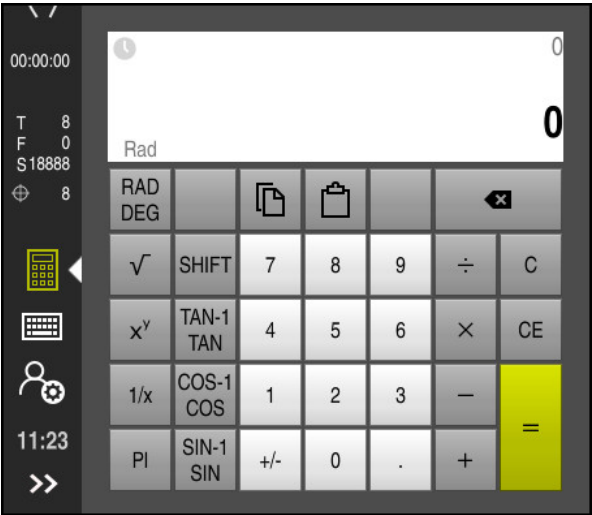 00:00:00
T 8
F 0
S18888
8
11:23
0
0
Rad
RAD
DEG
√ SHIFT 7 8 9 ÷ C
xʸ TAN-1
TAN 4 5 6 × CE
1/x COS-1
COS 1 2 3 −
PI SIN-1
SIN +/- 0 . + =